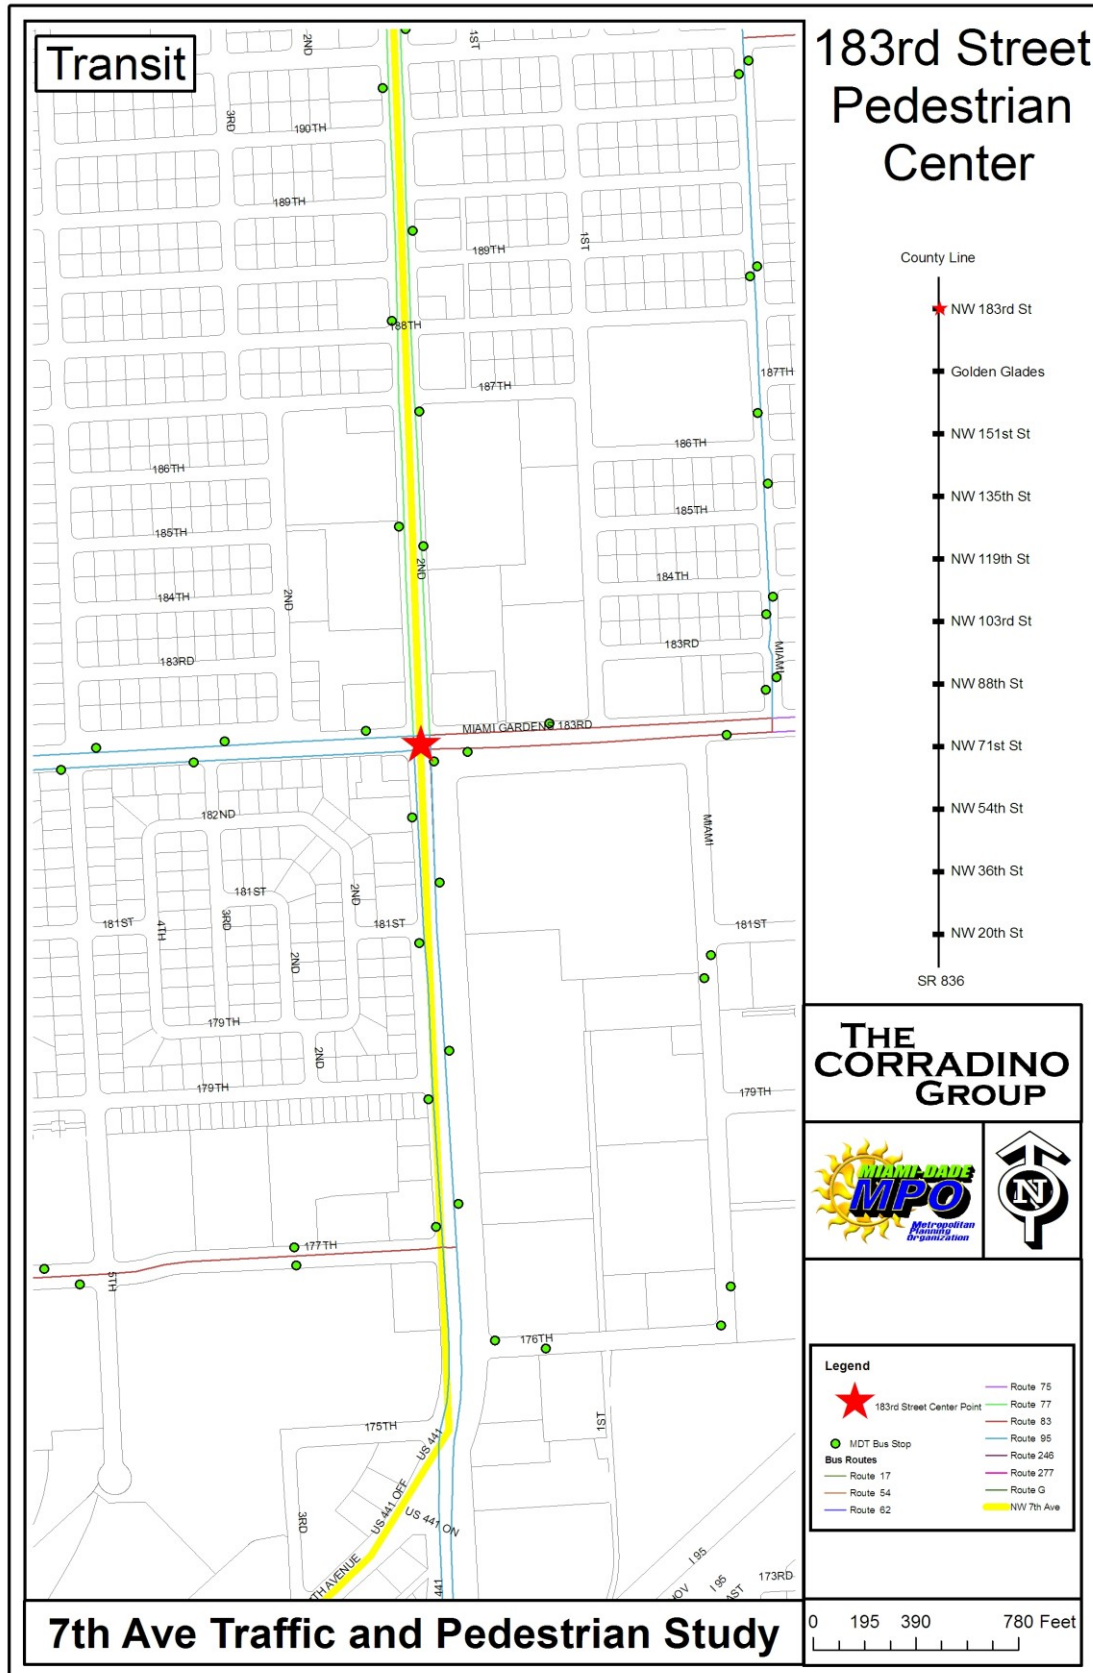 Transit
183rd Street
Pedestrian
Center
2ND
1ST
3RD
190TH
189TH
189TH
1ST
188TH
187TH
187TH
186TH
186TH
185TH
185TH
2ND
184TH
184TH
2ND
183RD
183RD
MIAMI
MIAMI GARDENS 183RD
182ND
MIAMI
181ST
2ND
181ST
4TH
3RD
181ST
181ST
2ND
179TH
2ND
179TH
179TH
177TH
5TH
176TH
175TH
US 441
1ST
US 441 OFF
US 441 ON
3RD
I 95
I 95
173RD
7TH AVENUE
441
County Line
NW 183rd St
Golden Glades
NW 151st St
NW 135th St
NW 119th St
NW 103rd St
NW 88th St
NW 71st St
NW 54th St
NW 36th St
NW 20th St
SR 836
THE
CORRADINO
GROUP
MIAMI-DADE
MPO
Metropolitan
Planning
Organization
N
Legend
183rd Street Center Point
MDT Bus Stop
Bus Routes
Route 17
Route 54
Route 62
Route 75
Route 77
Route 83
Route 95
Route 246
Route 277
Route G
NW 7th Ave
0 195 390 780 Feet
7th Ave Traffic and Pedestrian Study